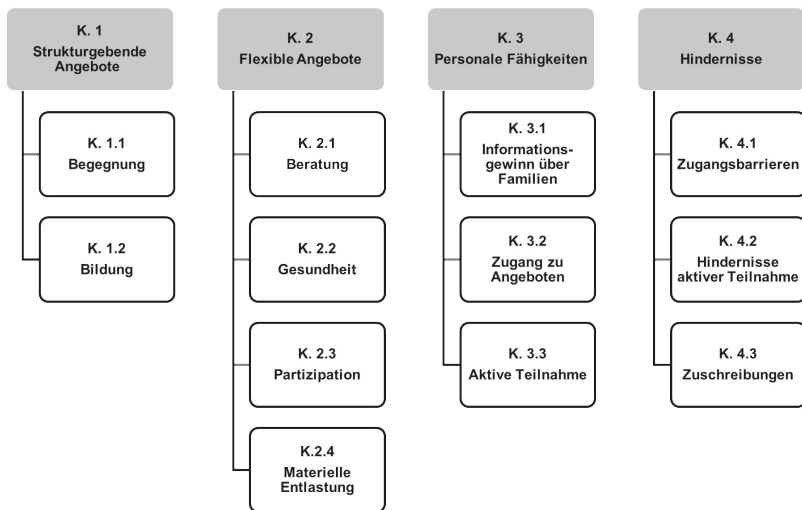 K. 1
Strukturgebende
Angebote
K. 1.1
Begegnung
K. 1.2
Bildung
K. 2
Flexible Angebote
K. 2.1
Beratung
K. 2.2
Gesundheit
K. 2.3
Partizipation
K.2.4
Materielle
Entlastung
K. 3
Personale Fähigkeiten
K. 3.1
Informations-
gewinn über
Familien
K. 3.2
Zugang zu
Angeboten
K. 3.3
Aktive Teilnahme
K. 4
Hindernisse
K. 4.1
Zugangsbarrieren
K. 4.2
Hindernisse
aktiver Teilnahme
K. 4.3
Zuschreibungen